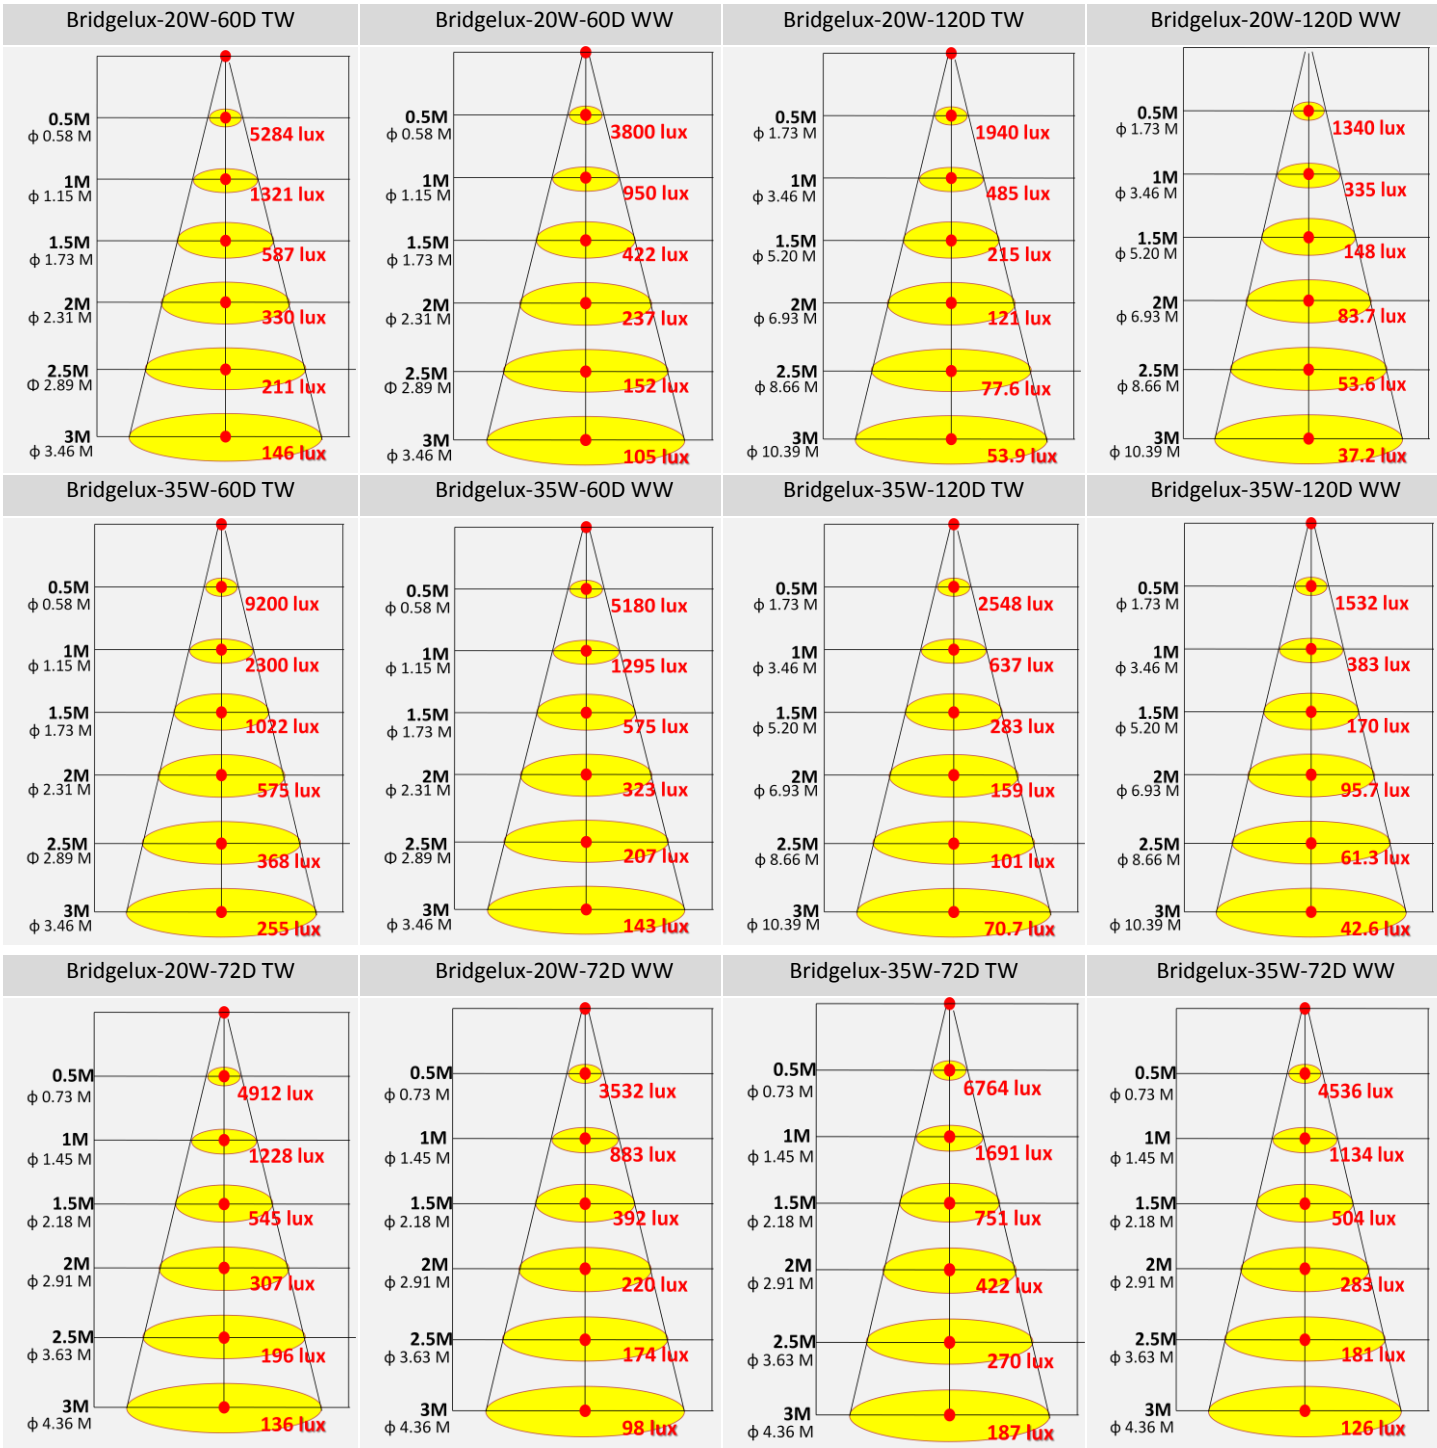 Bridgelux-20W-60D TW
0.5M
ϕ 0.58 M
5284 lux
1M
ϕ 1.15 M
1321 lux
1.5M
ϕ 1.73 M
587 lux
2M
ϕ 2.31 M
330 lux
2.5M
Φ 2.89 M
211 lux
3M
ϕ 3.46 M
146 lux
Bridgelux-20W-60D WW
0.5M
ϕ 0.58 M
3800 lux
1M
ϕ 1.15 M
950 lux
1.5M
ϕ 1.73 M
422 lux
2M
ϕ 2.31 M
237 lux
2.5M
Φ 2.89 M
152 lux
3M
ϕ 3.46 M
105 lux
Bridgelux-20W-120D TW
0.5M
ϕ 1.73 M
1940 lux
1M
ϕ 3.46 M
485 lux
1.5M
ϕ 5.20 M
215 lux
2M
ϕ 6.93 M
121 lux
2.5M
ϕ 8.66 M
77.6 lux
3M
ϕ 10.39 M
53.9 lux
Bridgelux-20W-120D WW
0.5M
ϕ 1.73 M
1340 lux
1M
ϕ 3.46 M
335 lux
1.5M
ϕ 5.20 M
148 lux
2M
ϕ 6.93 M
83.7 lux
2.5M
ϕ 8.66 M
53.6 lux
3M
ϕ 10.39 M
37.2 lux
Bridgelux-35W-60D TW
0.5M
ϕ 0.58 M
9200 lux
1M
ϕ 1.15 M
2300 lux
1.5M
ϕ 1.73 M
1022 lux
2M
ϕ 2.31 M
575 lux
2.5M
Φ 2.89 M
368 lux
3M
ϕ 3.46 M
255 lux
Bridgelux-35W-60D WW
0.5M
ϕ 0.58 M
5180 lux
1M
ϕ 1.15 M
1295 lux
1.5M
ϕ 1.73 M
575 lux
2M
ϕ 2.31 M
323 lux
2.5M
Φ 2.89 M
207 lux
3M
ϕ 3.46 M
143 lux
Bridgelux-35W-120D TW
0.5M
ϕ 1.73 M
2548 lux
1M
ϕ 3.46 M
637 lux
1.5M
ϕ 5.20 M
283 lux
2M
ϕ 6.93 M
159 lux
2.5M
ϕ 8.66 M
101 lux
3M
ϕ 10.39 M
70.7 lux
Bridgelux-35W-120D WW
0.5M
ϕ 1.73 M
1532 lux
1M
ϕ 3.46 M
383 lux
1.5M
ϕ 5.20 M
170 lux
2M
ϕ 6.93 M
95.7 lux
2.5M
ϕ 8.66 M
61.3 lux
3M
ϕ 10.39 M
42.6 lux
Bridgelux-20W-72D TW
0.5M
ϕ 0.73 M
4912 lux
1M
ϕ 1.45 M
1228 lux
1.5M
ϕ 2.18 M
545 lux
2M
ϕ 2.91 M
307 lux
2.5M
ϕ 3.63 M
196 lux
3M
ϕ 4.36 M
136 lux
Bridgelux-20W-72D WW
0.5M
ϕ 0.73 M
3532 lux
1M
ϕ 1.45 M
883 lux
1.5M
ϕ 2.18 M
392 lux
2M
ϕ 2.91 M
220 lux
2.5M
ϕ 3.63 M
174 lux
3M
ϕ 4.36 M
98 lux
Bridgelux-35W-72D TW
0.5M
ϕ 0.73 M
6764 lux
1M
ϕ 1.45 M
1691 lux
1.5M
ϕ 2.18 M
751 lux
2M
ϕ 2.91 M
422 lux
2.5M
ϕ 3.63 M
270 lux
3M
ϕ 4.36 M
187 lux
Bridgelux-35W-72D WW
0.5M
ϕ 0.73 M
4536 lux
1M
ϕ 1.45 M
1134 lux
1.5M
ϕ 2.18 M
504 lux
2M
ϕ 2.91 M
283 lux
2.5M
ϕ 3.63 M
181 lux
3M
ϕ 4.36 M
126 lux